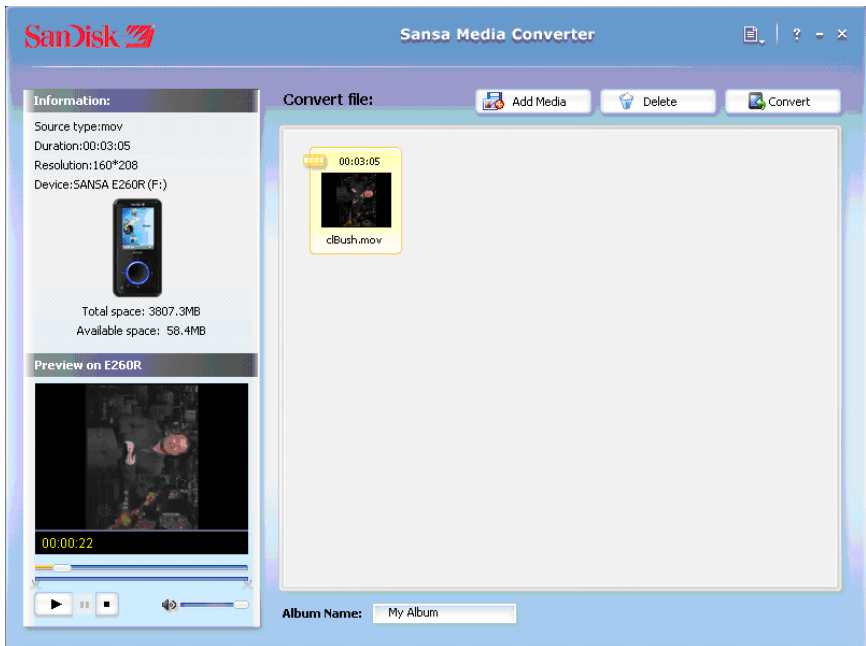 SanDisk
Sansa Media Converter
?
Information:
Source type:mov
Duration:00:03:05
Resolution:160*208
Device:SANSA E260R (F:)
Total space: 3807.3MB
Available space: 58.4MB
Preview on E260R
00:00:22
Convert file:
Add Media
Delete
Convert
00:03:05
clBush.mov
Album Name:
My Album